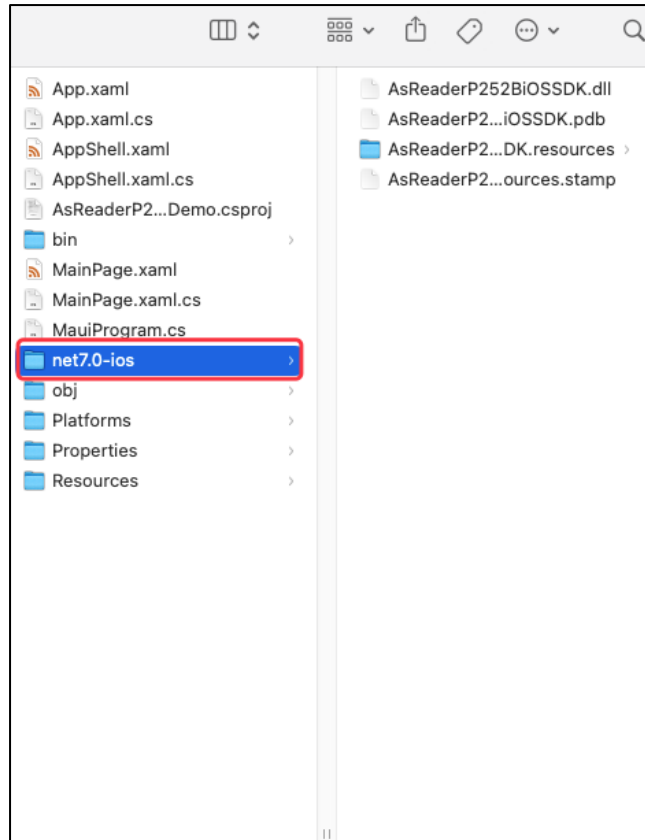 App.xaml
App.xaml.cs
AppShell.xaml
AppShell.xaml.cs
AsReaderP2...Demo.csproj
bin
MainPage.xaml
MainPage.xaml.cs
MauiProgram.cs
net7.0-ios
obj
Platforms
Properties
Resources
AsReaderP252BiOSSDK.dll
AsReaderP2...iOSSDK.pdb
AsReaderP2...DK.resources
AsReaderP2...ources.stamp